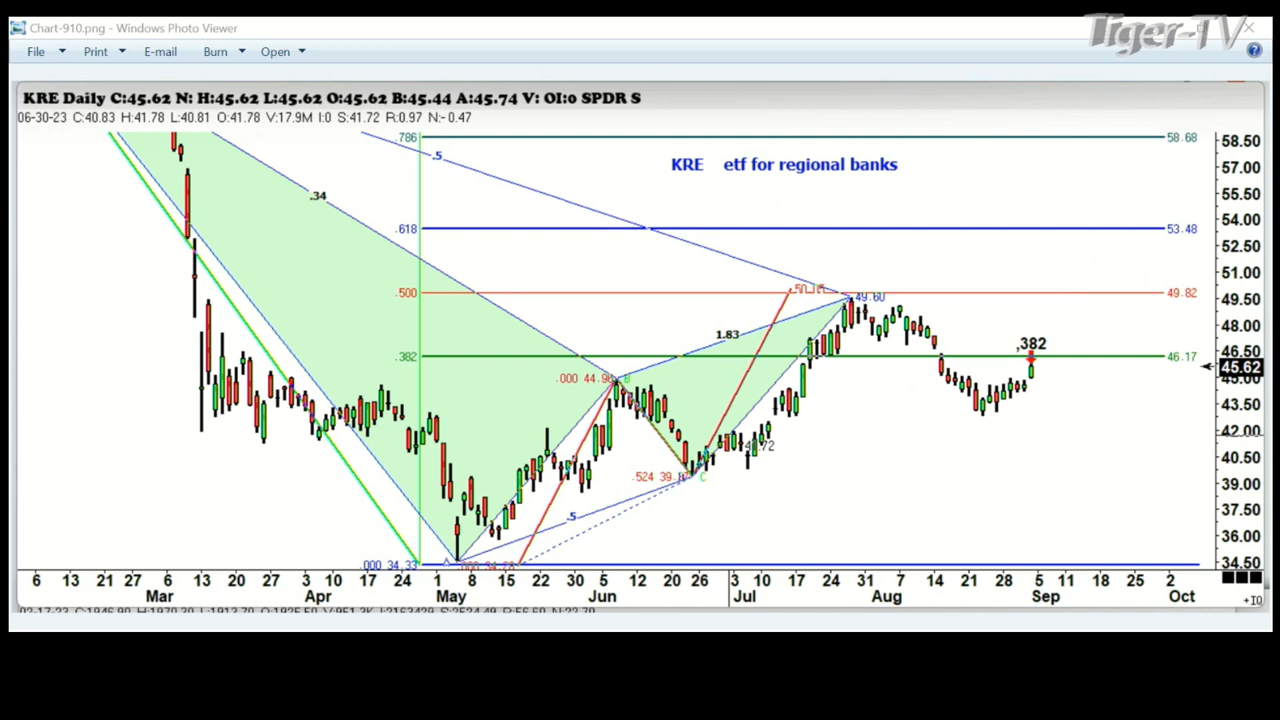 Chart-910.png - Windows Photo Viewer
Tiger-TV
File Print E-mail Burn Open
KRE Daily C:45.62 N: H:45.62 L:45.62 O:45.62 B:45.44 A:45.74 V: OI:0 SPDR S
06-30-23 C:40.83 H:41.78 L:40.81 O:41.78 V:17.9M I:0 S:41.72 R:0.97 N:-0.47
.786 58.68
58.50
.5
KRE etf for regional banks
57.00
.34
55.50
54.00
.618 53.48
52.50
51.00
.500 49.82
49.60
49.50
48.00
1.83
,382
46.50
.382 46.17
45.62
45.00
.000 44.96 B
43.50
42.00
41.72
40.50
524 39. C
39.00
.5
37.50
36.00
.000 34.33 A
34.50
6 13 21 27 6 13 20 27 3 10 17 24 1 8 15 22 30 5 12 20 26 3 10 17 24 31 7 14 21 28 5 11 18 25 2
Mar Apr May Jun Jul Aug Sep Oct
+IQ